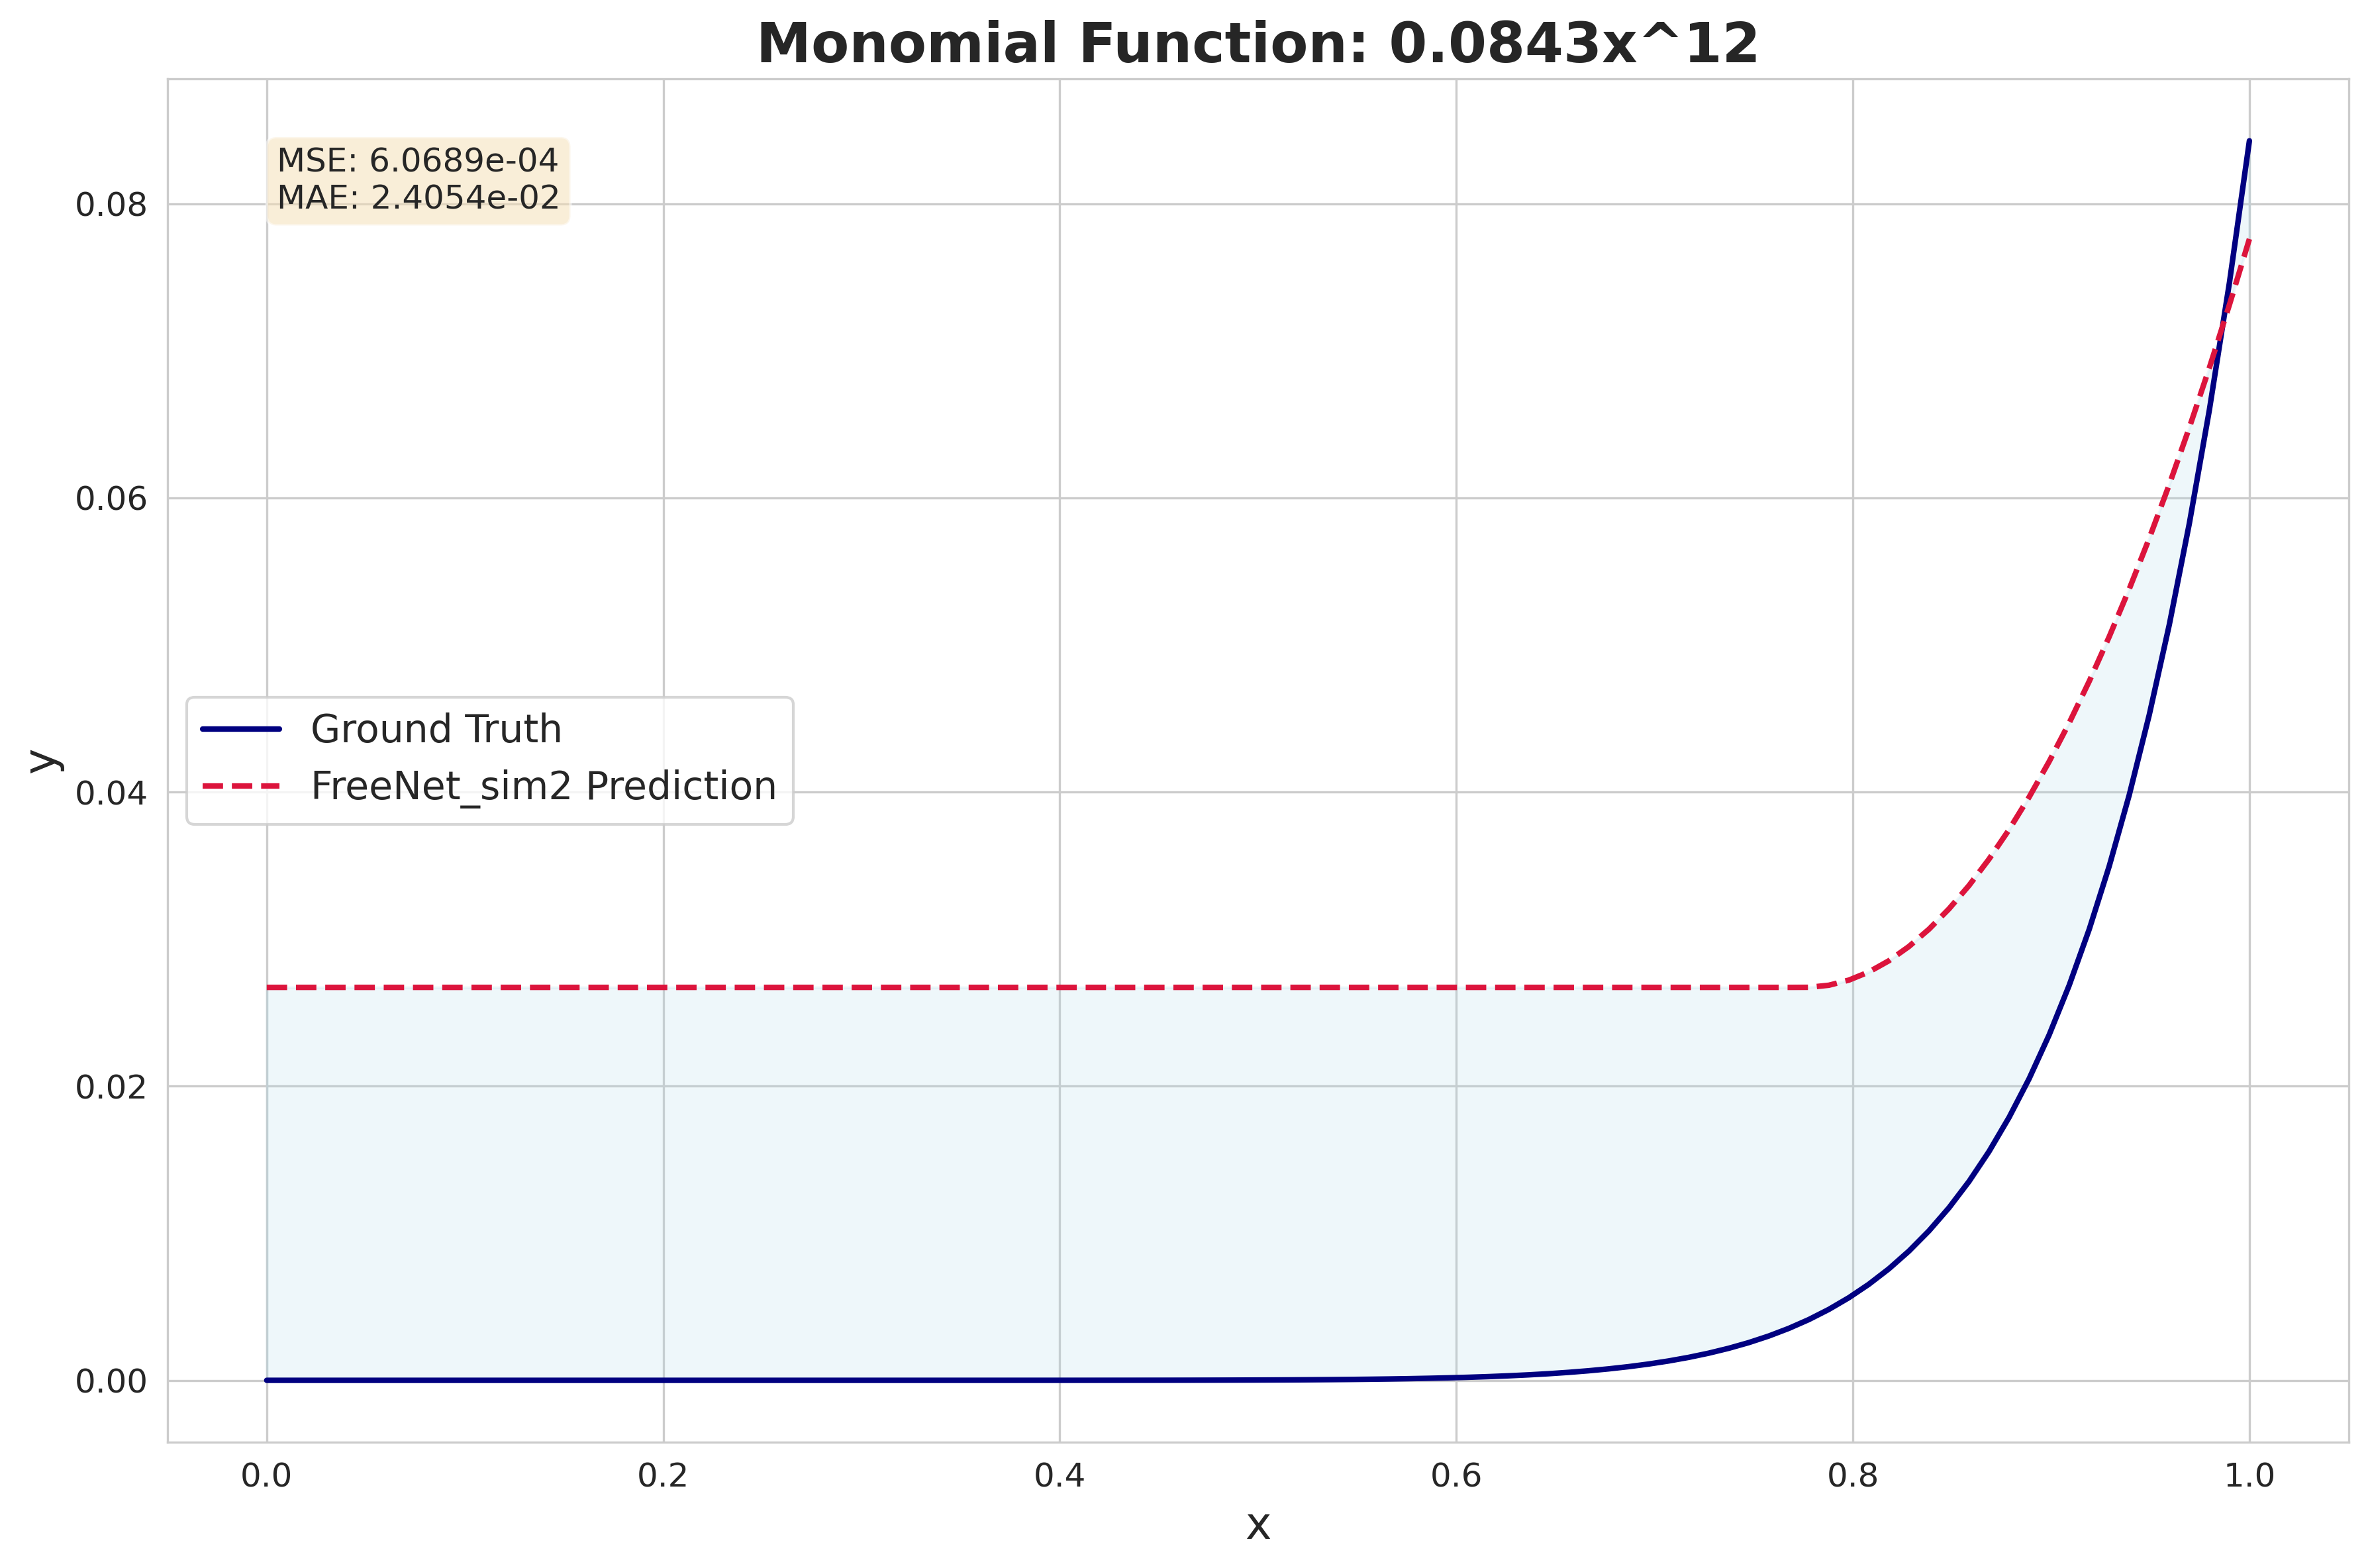 Monomial Function: 0.0843x^12
MSE: 6.0689e-04
MAE: 2.4054e-02
0.08
0.06
Ground Truth
FreeNet_sim2 Prediction
y
0.04
0.02
0.00
0.0 0.2 0.4 0.6 0.8 1.0
x